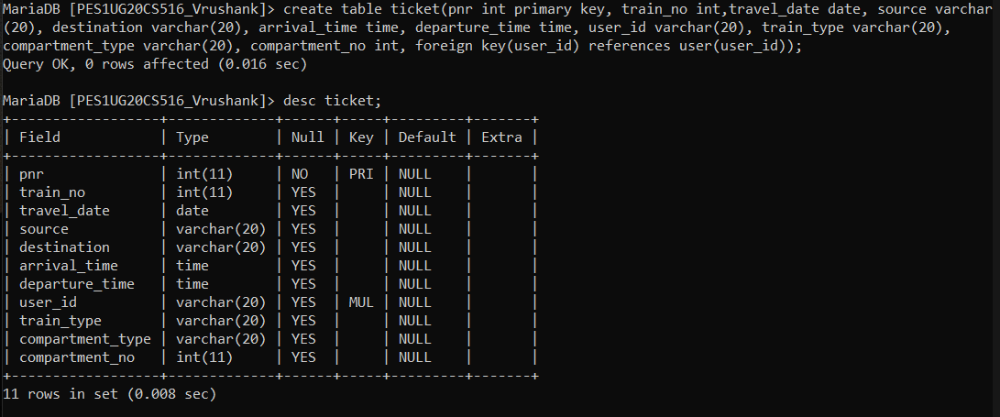 MariaDB [PES1UG20CS516_Vrushank]> create table ticket(pnr int primary key, train_no int,travel_date date, source varchar
(20), destination varchar(20), arrival_time time, departure_time time, user_id varchar(20), train_type varchar(20),
compartment_type varchar(20), compartment_no int, foreign key(user_id) references user(user_id));
Query OK, 0 rows affected (0.016 sec)

MariaDB [PES1UG20CS516_Vrushank]> desc ticket;
+------------------+-------------+------+-----+---------+-------+
| Field            | Type        | Null | Key | Default | Extra |
+------------------+-------------+------+-----+---------+-------+
| pnr              | int(11)     | NO   | PRI | NULL    |       |
| train_no         | int(11)     | YES  |     | NULL    |       |
| travel_date      | date        | YES  |     | NULL    |       |
| source           | varchar(20) | YES  |     | NULL    |       |
| destination      | varchar(20) | YES  |     | NULL    |       |
| arrival_time     | time        | YES  |     | NULL    |       |
| departure_time   | time        | YES  |     | NULL    |       |
| user_id          | varchar(20) | YES  | MUL | NULL    |       |
| train_type       | varchar(20) | YES  |     | NULL    |       |
| compartment_type | varchar(20) | YES  |     | NULL    |       |
| compartment_no   | int(11)     | YES  |     | NULL    |       |
+------------------+-------------+------+-----+---------+-------+
11 rows in set (0.008 sec)